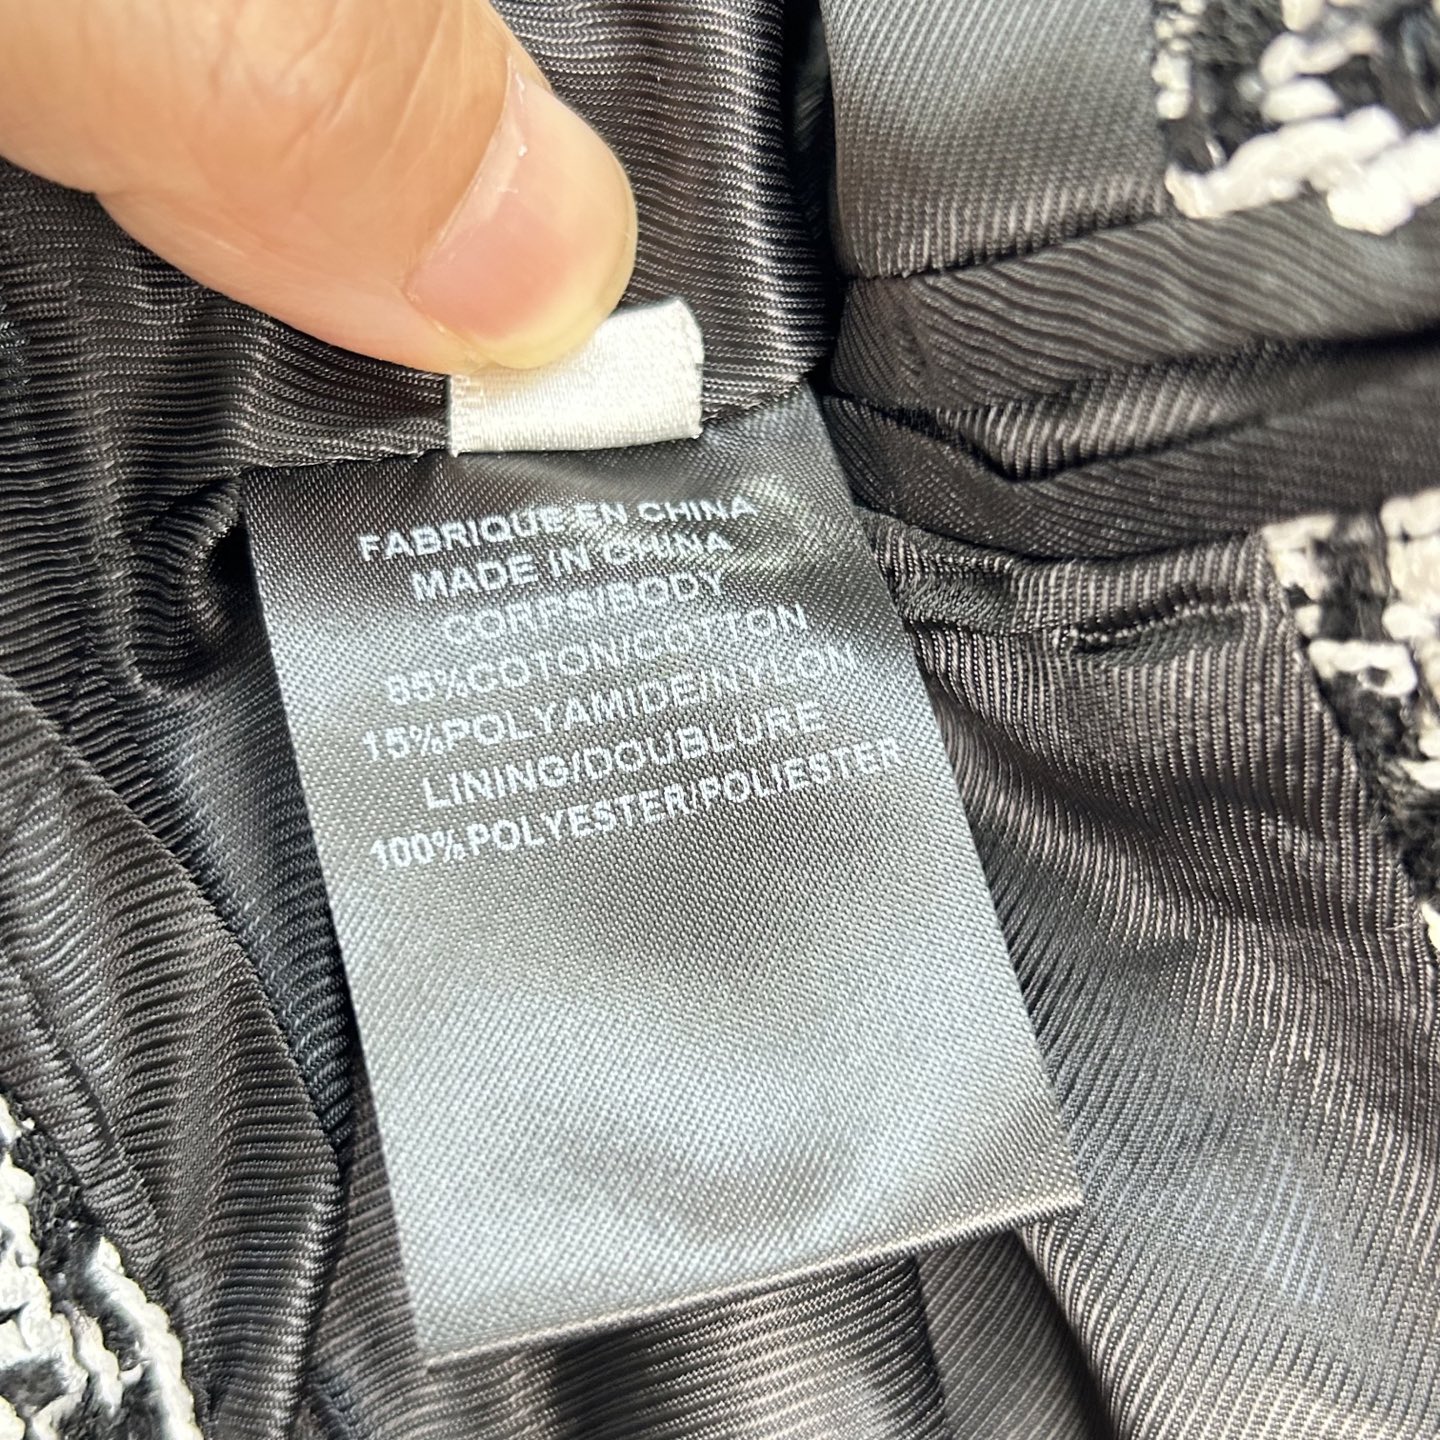 FABRIQUE EN CHINA
MADE IN CHINA
CORPS/BODY
85%COTON/COTTON
15%POLYAMIDE/NYLON
LINING/DOUBLURE
100%POLYESTER/POLIESTER